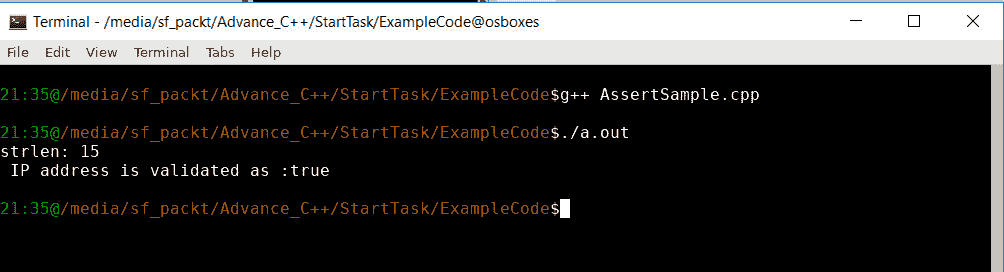 Terminal - /media/sf_packt/Advance_C++/StartTask/ExampleCode@osboxes
File Edit View Terminal Tabs Help
21:35@/media/sf_packt/Advance_C++/StartTask/ExampleCode$g++ AssertSample.cpp
21:35@/media/sf_packt/Advance_C++/StartTask/ExampleCode$./a.out
strlen: 15
 IP address is validated as :true
21:35@/media/sf_packt/Advance_C++/StartTask/ExampleCode$